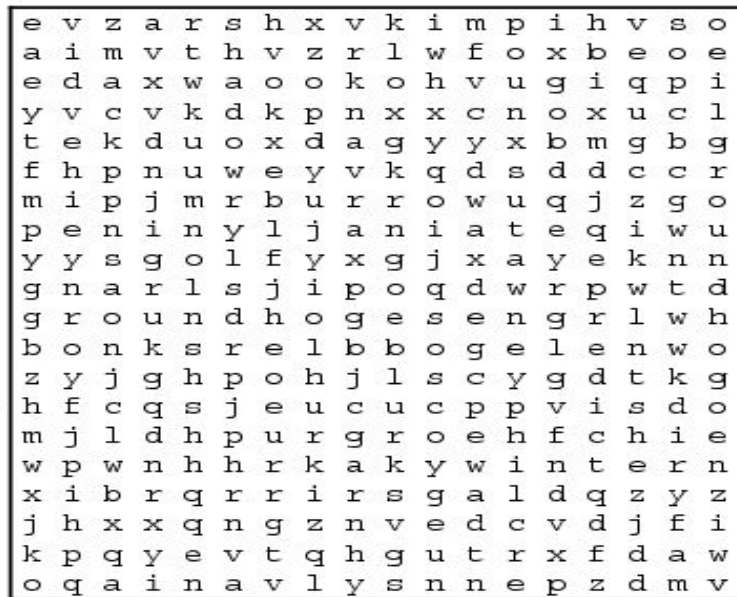 e v z a r s h x v k i m p i h v s o
a i m v t h v z r l w f o x b e o e
e d a x w a o o k o h v u g i q p i
y v c v k d k p n x x c n o x u c l
t e k d u o x d a g y y x b m g b g
f h p n u w e y v k q d s d d c c r
m i p j m r b u r r o w u q j z g o
p e n i n y l j a n i a t e q i w u
y y s g o l f y x g j x a y e k n n
g n a r l s j i p o q d w r p w t d
g r o u n d h o g e s e n g r l w h
b o n k s r e l b b o g e l e n w o
z y j g h p o h j l s c y g d t k g
h f c q s j e u c u c p p v i s d o
m j l d h p u r g r o e h f c h i e
w p w n h h r k a k y w i n t e r n
x i b r q r r i r s g a l d q z y z
j h x x q n g z n v e d c v d j f i
k p q y e v t q h g u t r x f d a w
o q a i n a v l y s n n e p z d m v